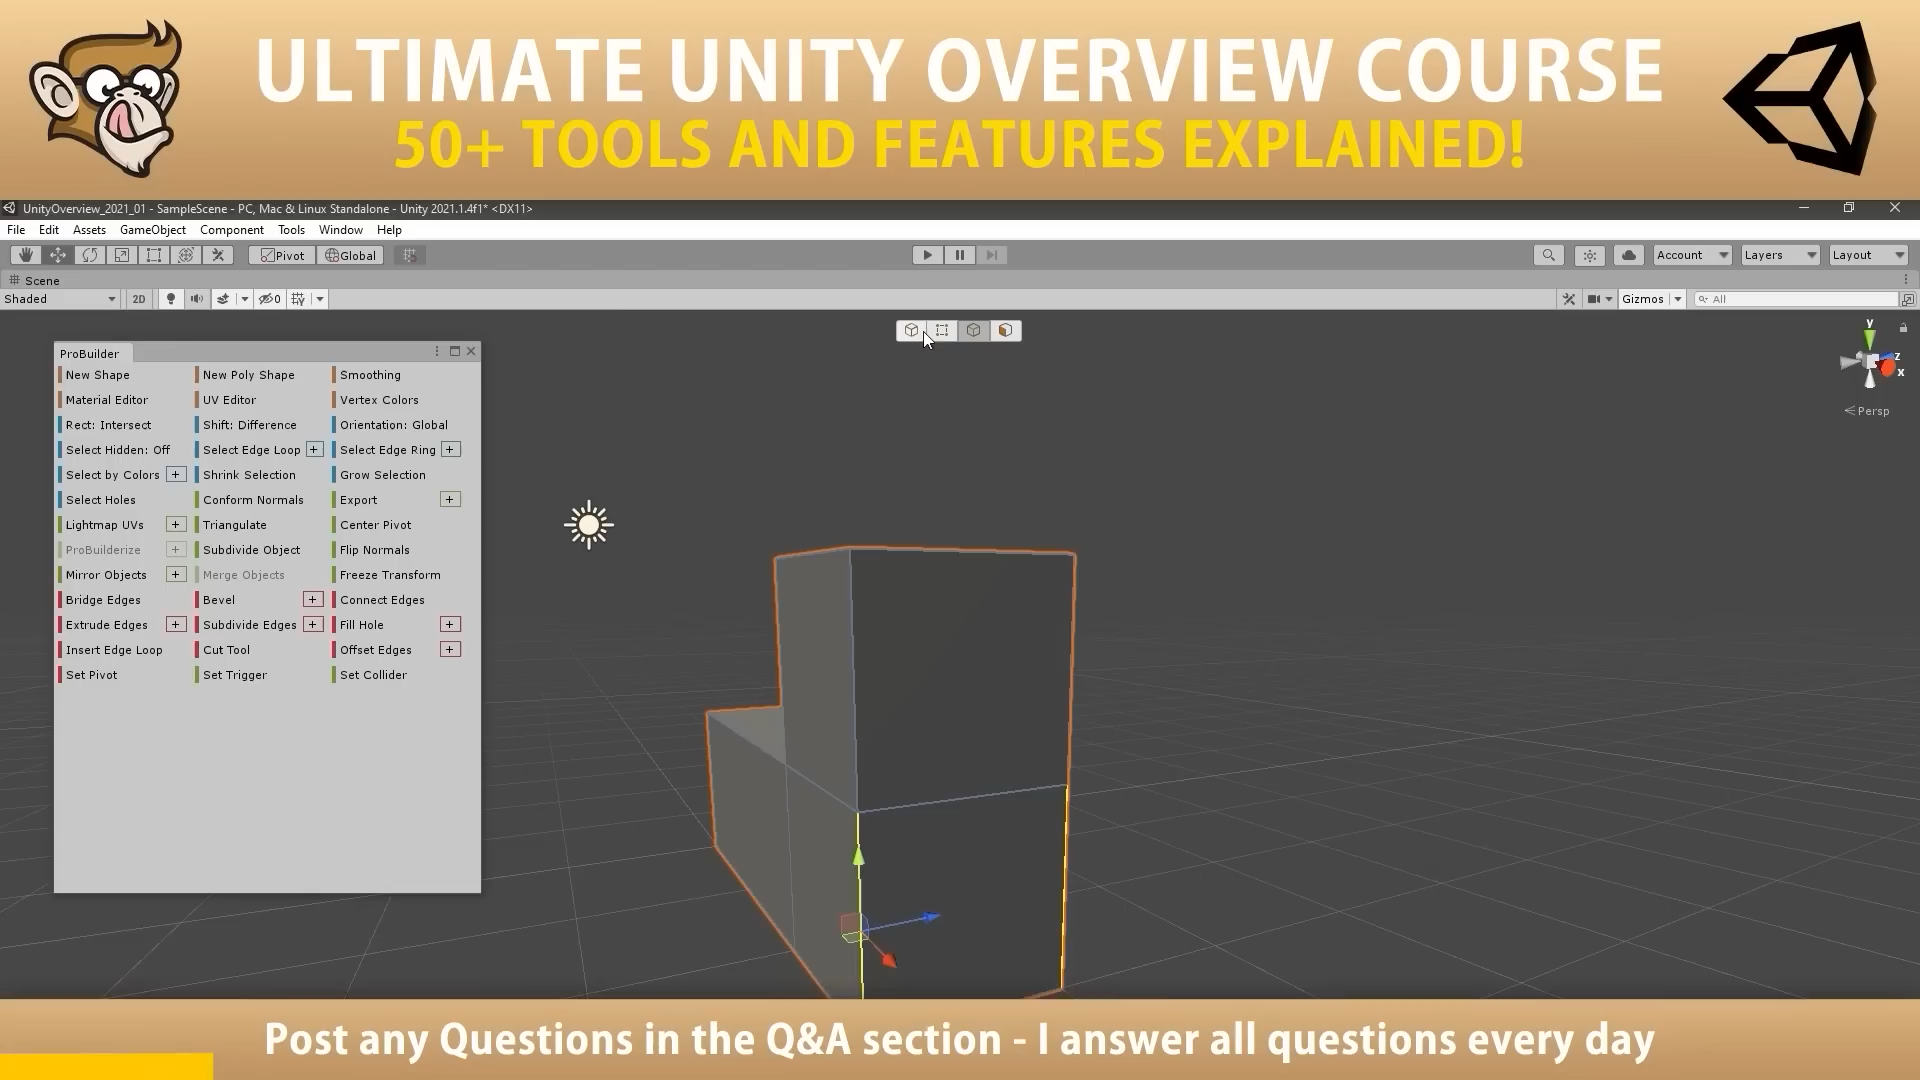 ULTIMATE UNITY OVERVIEW COURSE
50+ TOOLS AND FEATURES EXPLAINED!
UnityOverview_2021_01 - SampleScene - PC, Mac & Linux Standalone - Unity 2021.1.4f1* <DX11>
File Edit Assets GameObject Component Tools Window Help
Pivot Global Account Layers Layout
Scene
Shaded 2D 0 Gizmos All
ProBuilder
New Shape New Poly Shape Smoothing
Material Editor UV Editor Vertex Colors
Rect: Intersect Shift: Difference Orientation: Global
Select Hidden: Off Select Edge Loop + Select Edge Ring +
Select by Colors + Shrink Selection Grow Selection
Select Holes Conform Normals Export +
Lightmap UVs + Triangulate Center Pivot
ProBuilderize + Subdivide Object Flip Normals
Mirror Objects + Merge Objects Freeze Transform
Bridge Edges Bevel + Connect Edges
Extrude Edges + Subdivide Edges + Fill Hole +
Insert Edge Loop Cut Tool Offset Edges +
Set Pivot Set Trigger Set Collider
y
z
x
< Persp
Post any Questions in the Q&A section - I answer all questions every day